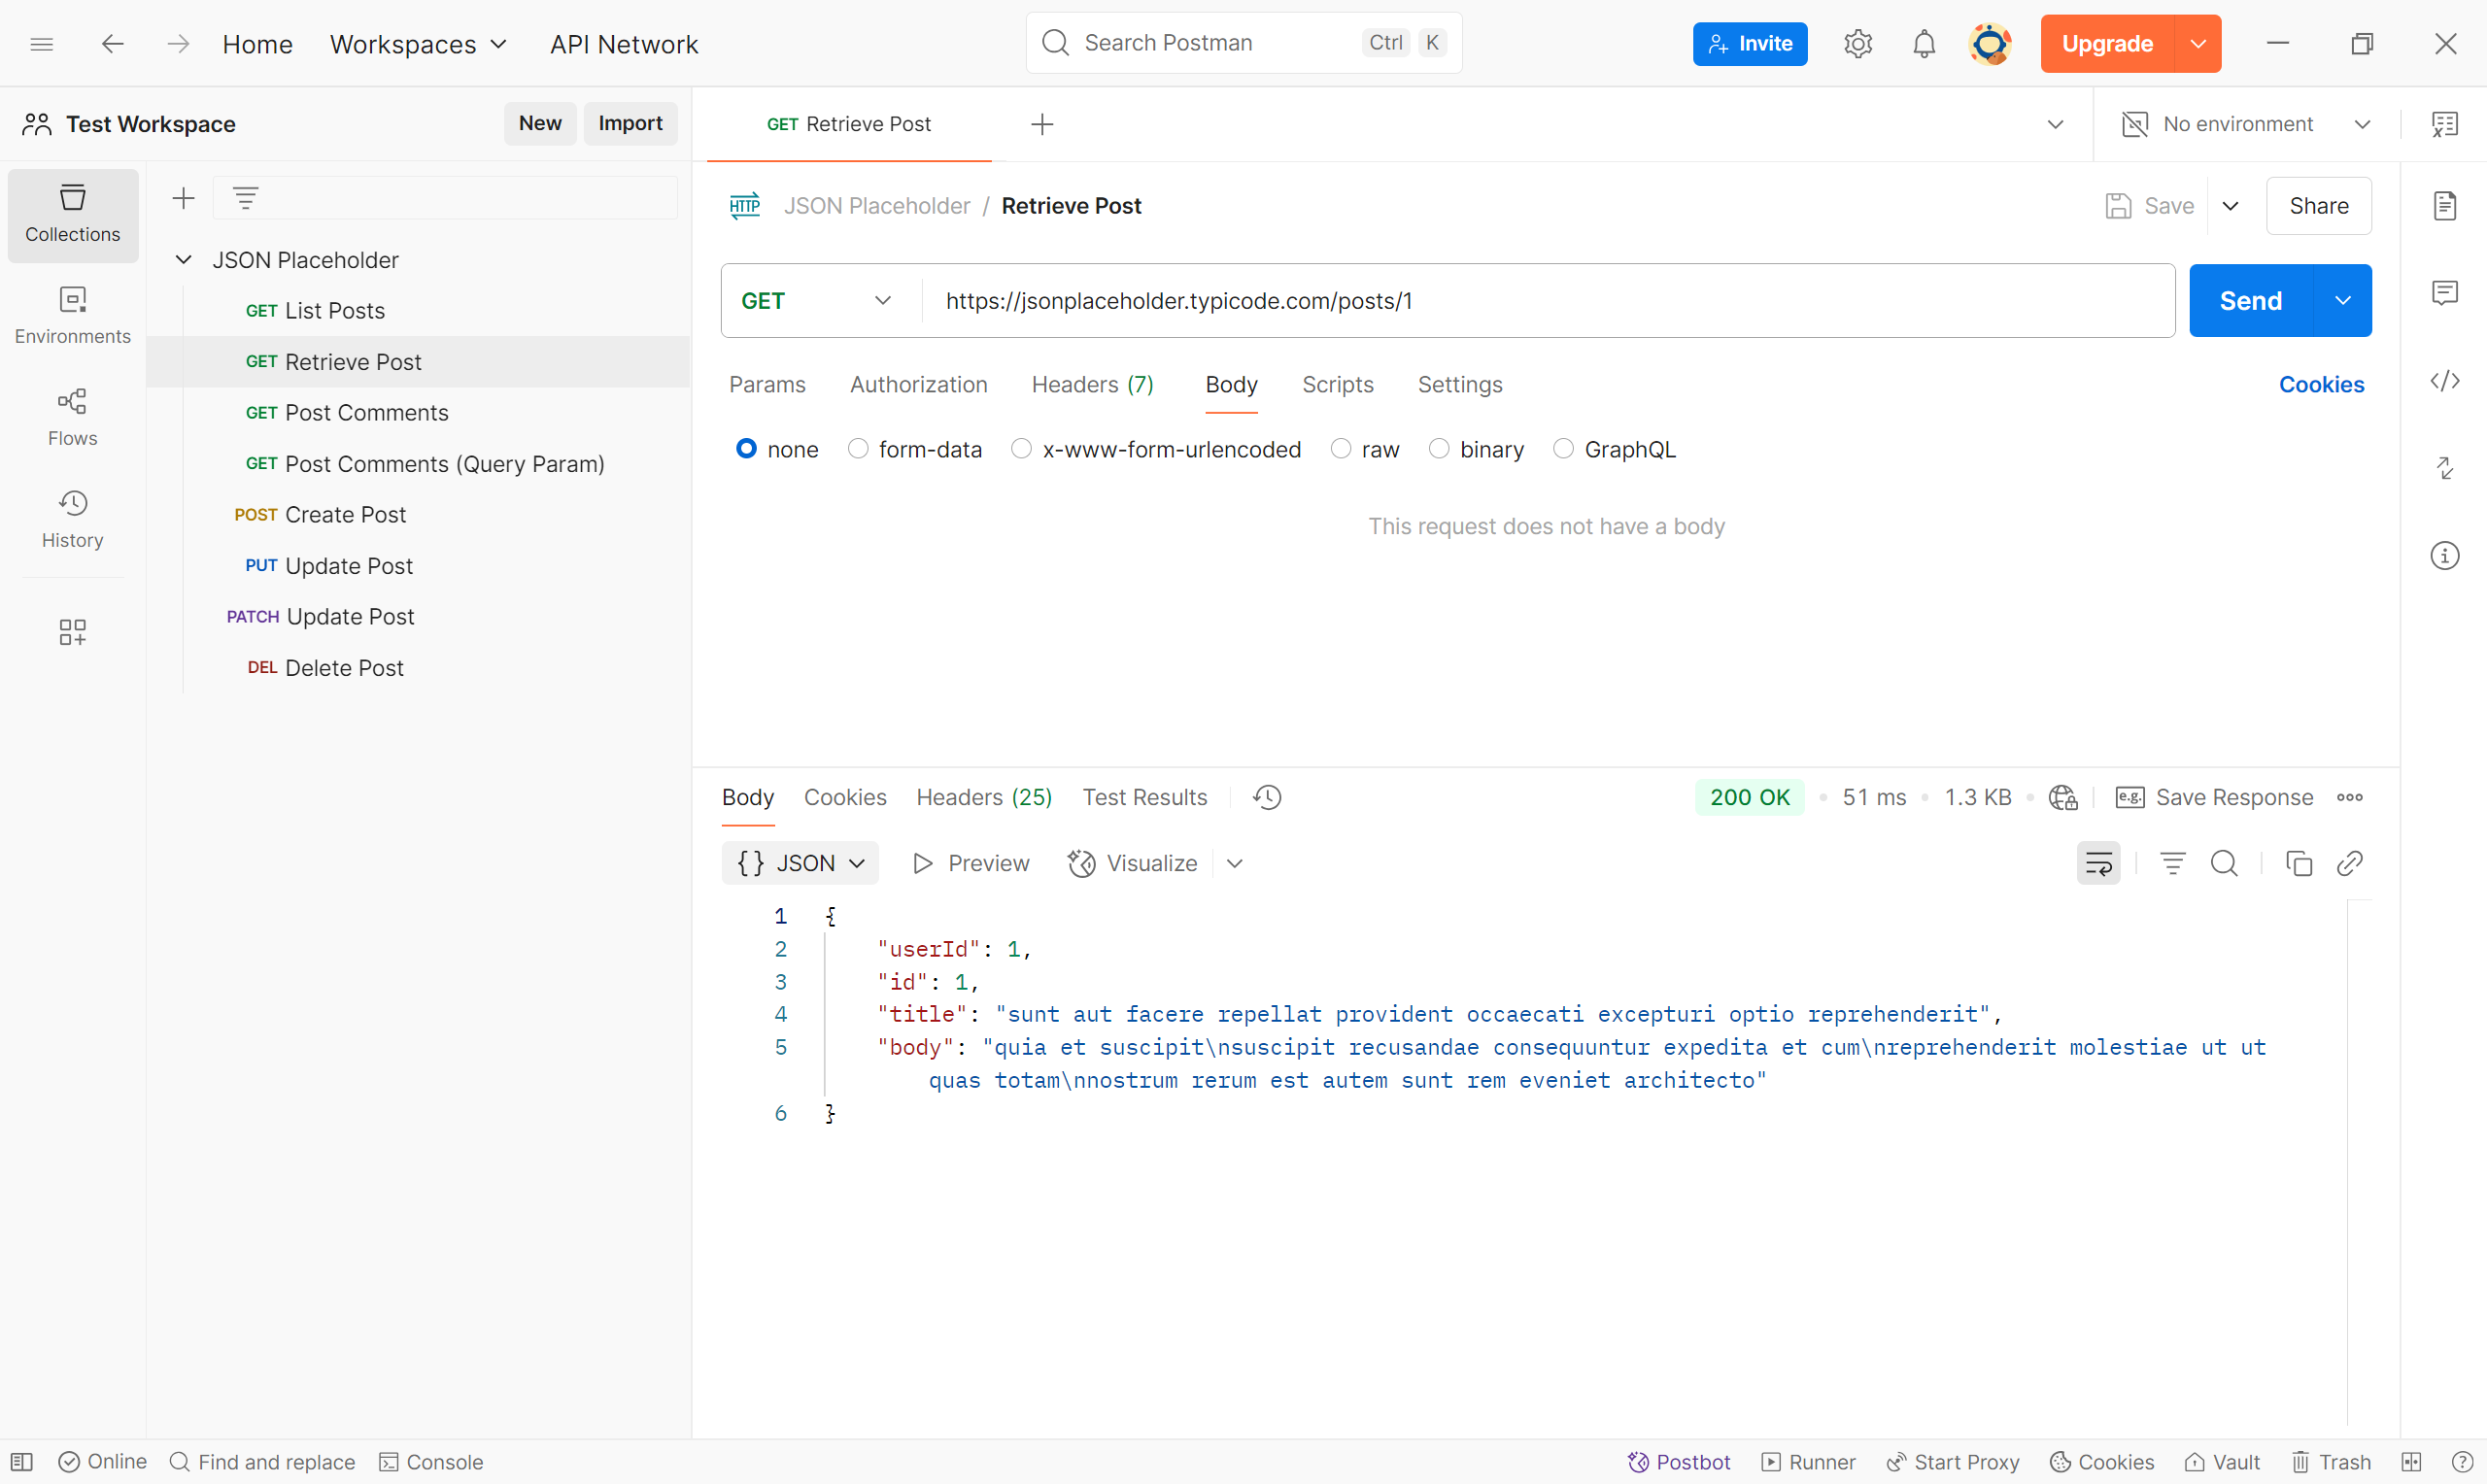 Home Workspaces API Network Search Postman Ctrl K Invite Upgrade
Test Workspace New Import
GET Retrieve Post No environment
Collections
Environments
Flows
History
JSON Placeholder
GET List Posts
GET Retrieve Post
GET Post Comments
GET Post Comments (Query Param)
POST Create Post
PUT Update Post
PATCH Update Post
DEL Delete Post
HTTP JSON Placeholder / Retrieve Post Save Share
GET https://jsonplaceholder.typicode.com/posts/1 Send
Params Authorization Headers (7) Body Scripts Settings Cookies
none form-data x-www-form-urlencoded raw binary GraphQL
This request does not have a body
Body Cookies Headers (25) Test Results 200 OK • 51 ms • 1.3 KB • e.g. Save Response
{} JSON Preview Visualize
1 {
2 "userId": 1,
3 "id": 1,
4 "title": "sunt aut facere repellat provident occaecati excepturi optio reprehenderit",
5 "body": "quia et suscipit\nsuscipit recusandae consequuntur expedita et cum\nreprehenderit molestiae ut ut
quas totam\nnostrum rerum est autem sunt rem eveniet architecto"
6 }
Online Find and replace Console Postbot Runner Start Proxy Cookies Vault Trash